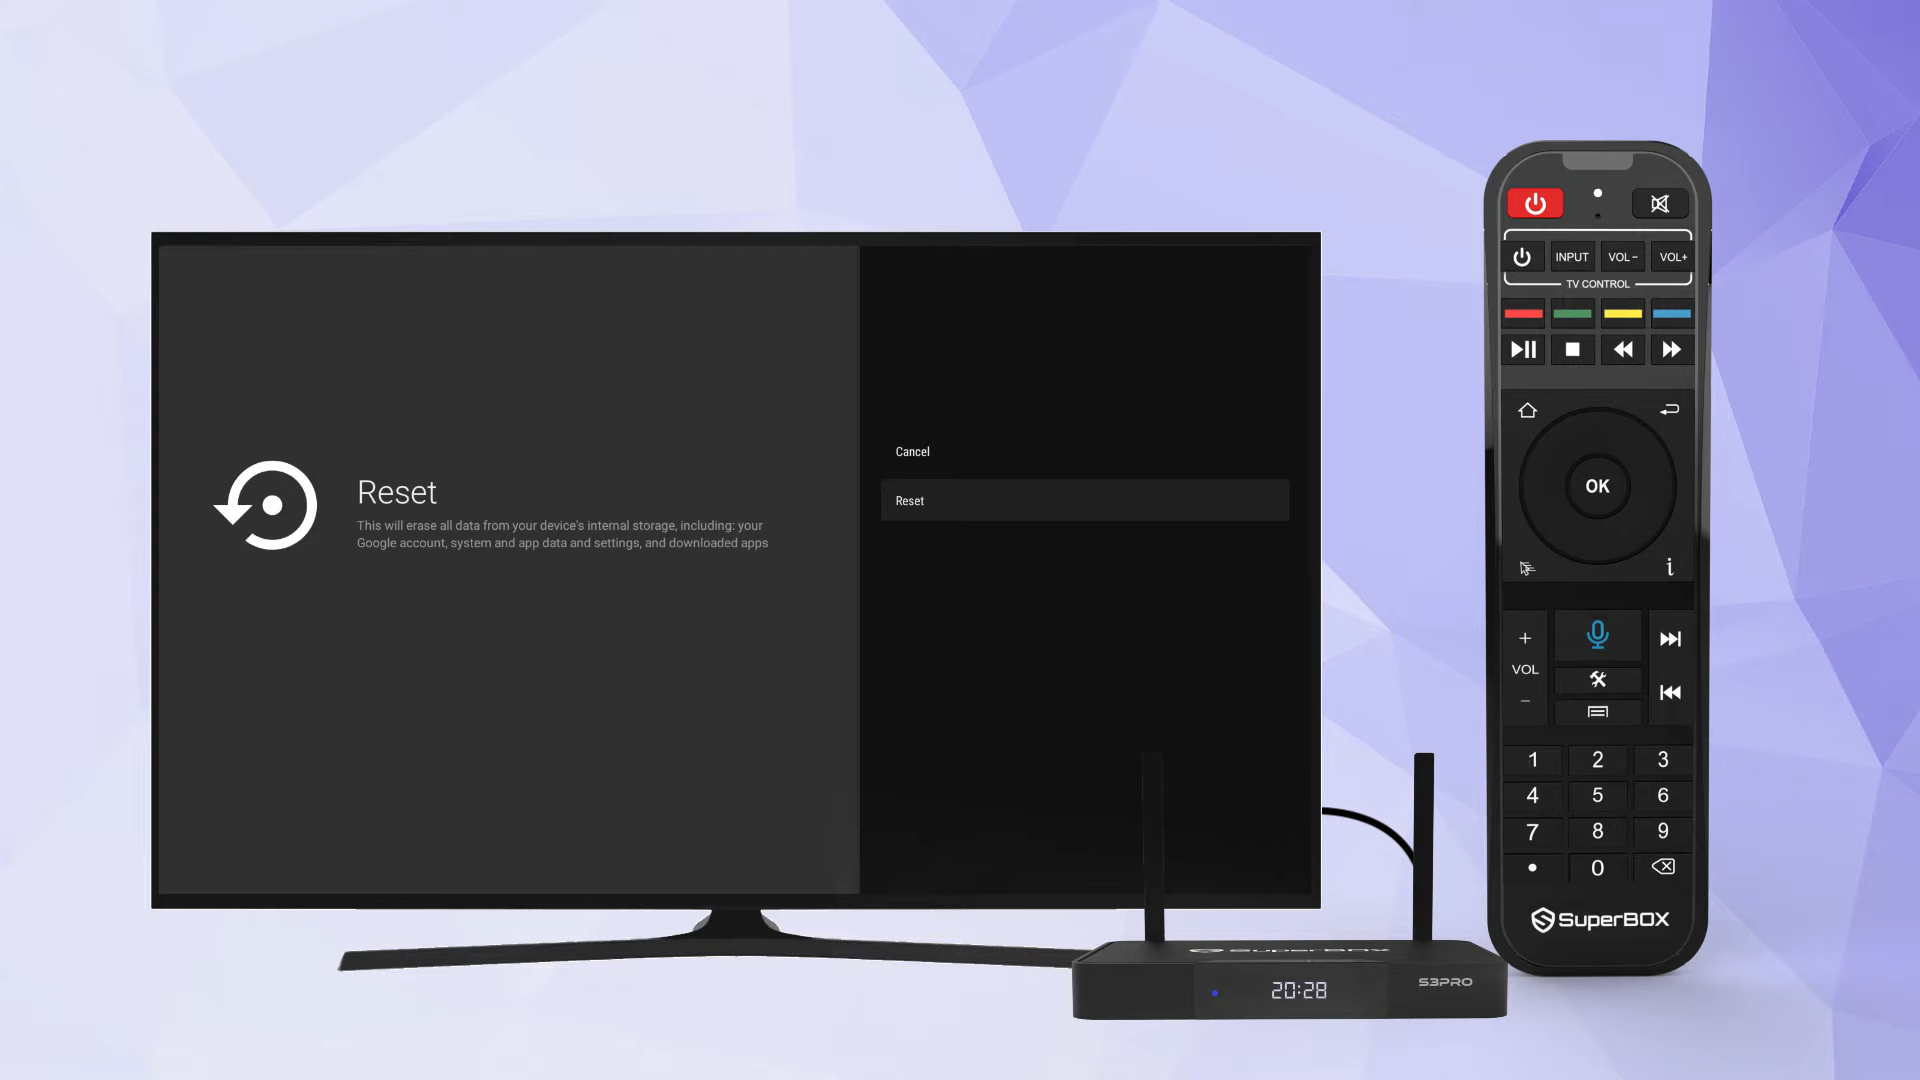 Reset
This will erase all data from your device's internal storage, including: your
Google account, system and app data and settings, and downloaded apps
Cancel
Reset
INPUT VOL− VOL+
TV CONTROL
OK
i
+
VOL
−
1 2 3
4 5 6
7 8 9
• 0
SuperBOX
SuperBOX
20:28
S3PRO